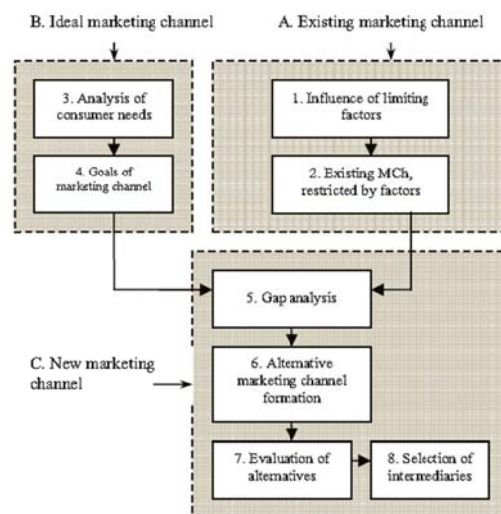 B. Ideal marketing channel
A. Existing marketing channel
3. Analysis of
consumer needs
1. Influence of limiting
factors
4. Goals of
marketing channel
2. Existing MCh,
restricted by factors
5. Gap analysis
C. New marketing
channel
6. Alternative
marketing channel
formation
7. Evaluation of
alternatives
8. Selection of
intermediaries